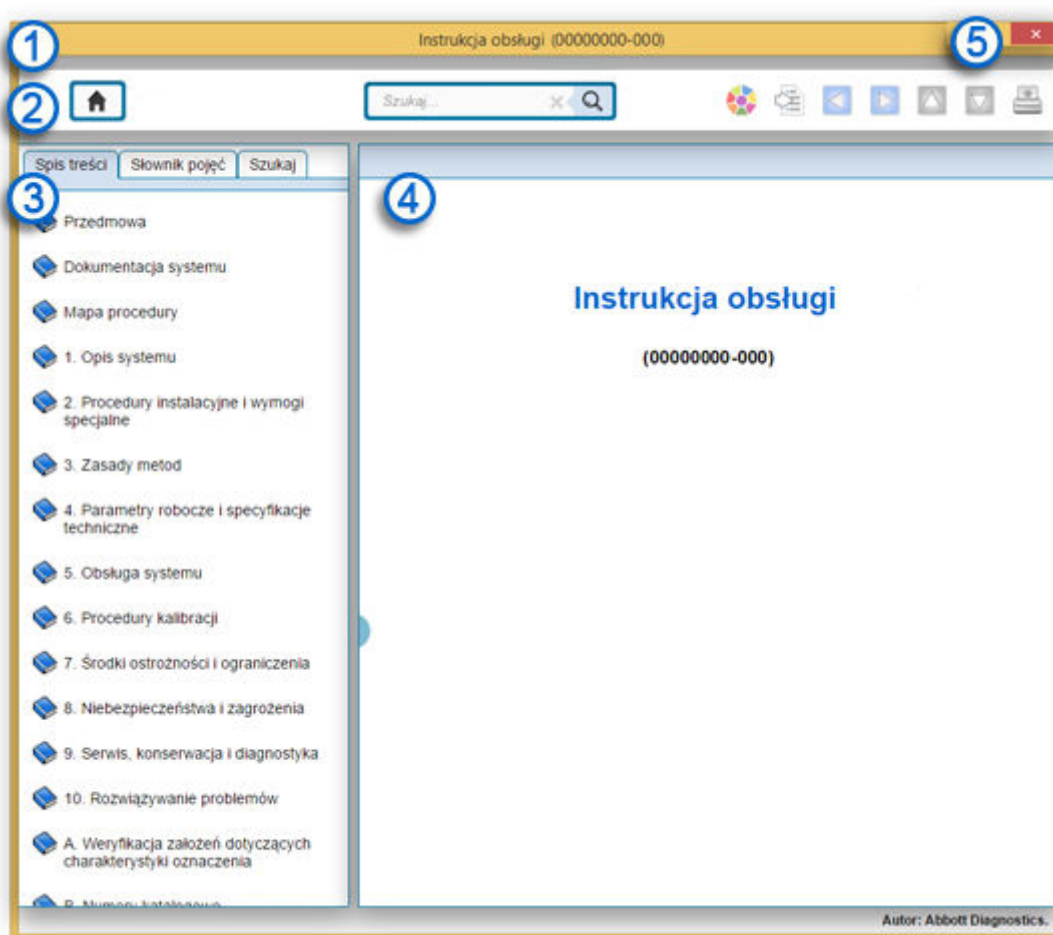 1
Instrukcja obsługi (00000000-000)
5
2
Szukaj...
Spis treści Słownik pojęć Szukaj
3
4
Przedmowa
Dokumentacja systemu
Mapa procedury
1. Opis systemu
2. Procedury instalacyjne i wymogi
specjalne
3. Zasady metod
4. Parametry robocze i specyfikacje
techniczne
5. Obsługa systemu
6. Procedury kalibracji
7. Środki ostrożności i ograniczenia
8. Niebezpieczeństwa i zagrożenia
9. Serwis, konserwacja i diagnostyka
10. Rozwiązywanie problemów
A. Weryfikacja założeń dotyczących
charakterystyki oznaczenia
B. Numery katalogowe
Instrukcja obsługi
(00000000-000)
Autor: Abbott Diagnostics.